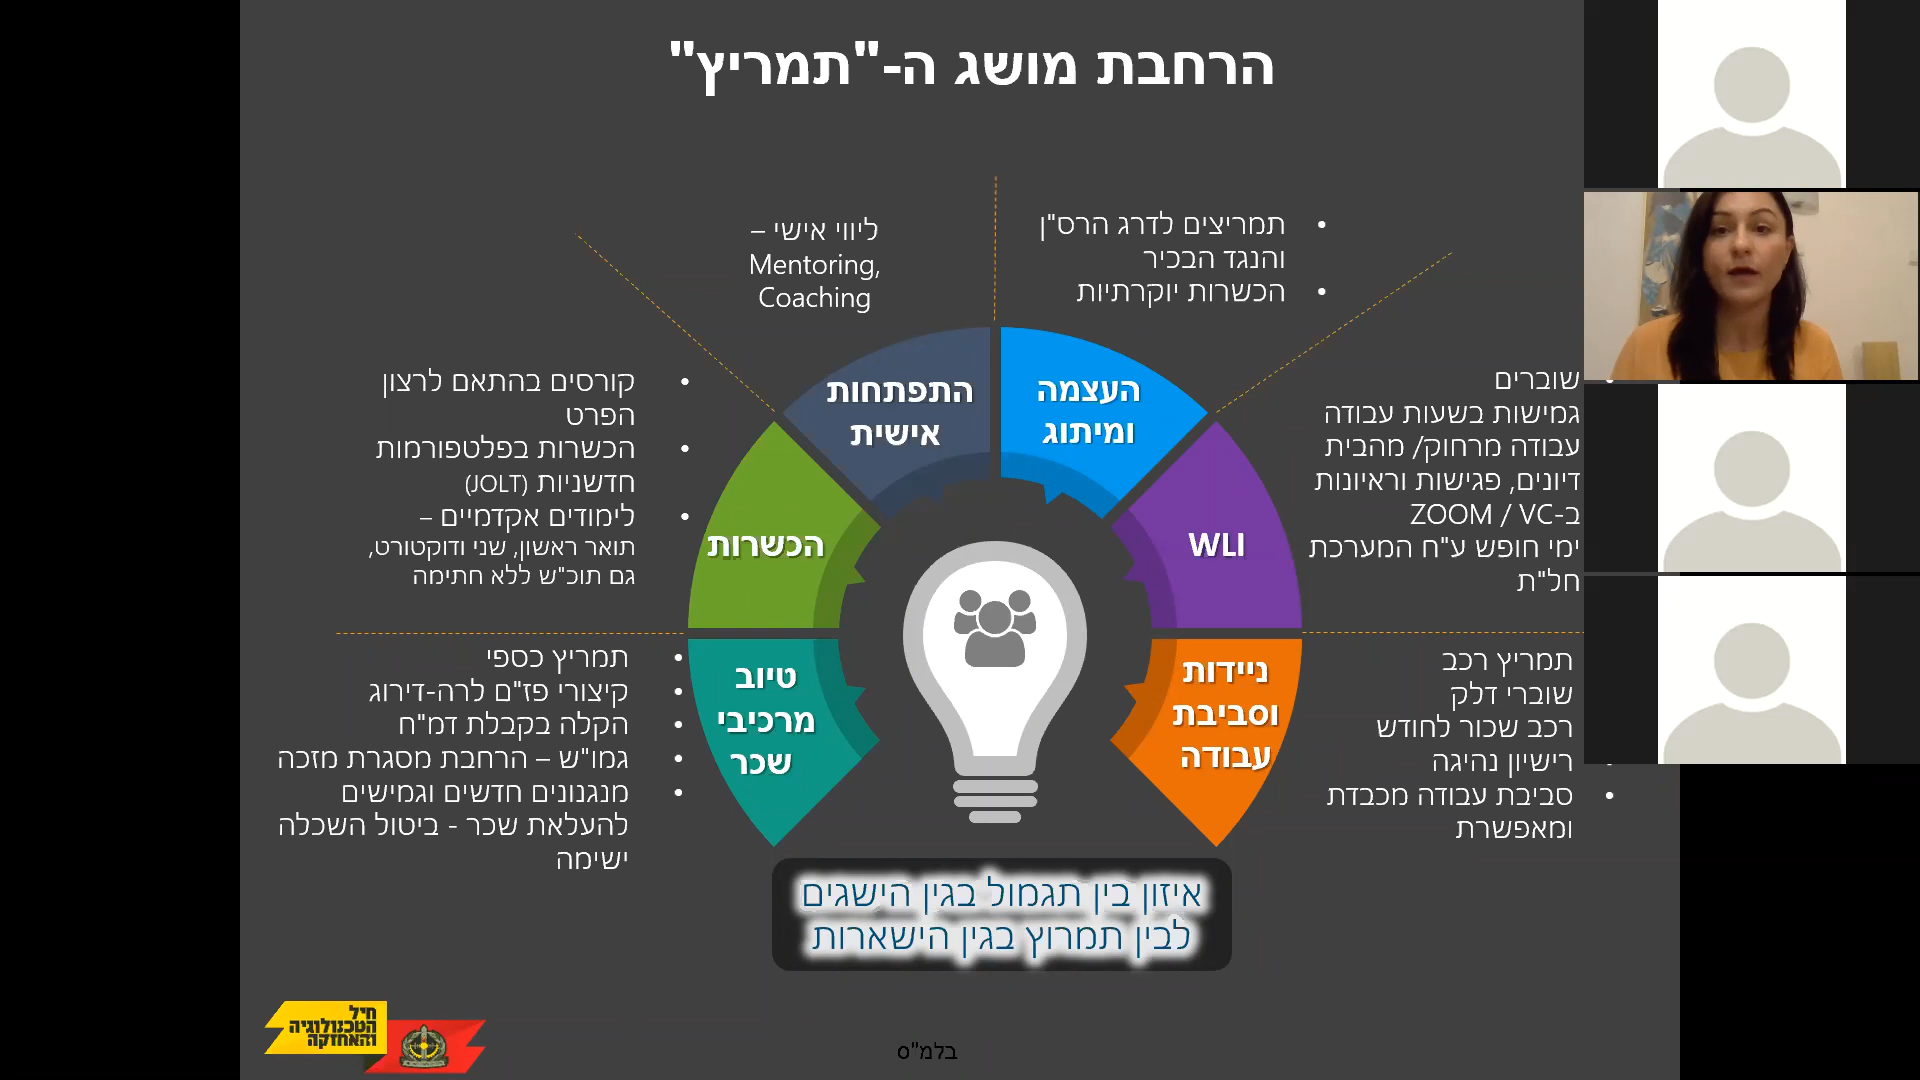 הרחבת מושג ה-"תמריץ"
• תמריצים לדרג הרס"ן
והנגד הבכיר
• הכשרות יוקרתיות
ליווי אישי –
Mentoring,
Coaching
העצמה
ומיתוג
התפתחות
אישית
• שוברים
גמישות בשעות עבודה
עבודה מרחוק/ מהבית
דיונים, פגישות וראיונות
ב-ZOOM / VC
ימי חופש ע"ח המערכת
חל"ת
WLI
הכשרות
• קורסים בהתאם לרצון
הפרט
• הכשרות בפלטפורמות
חדשניות (JOLT)
• לימודים אקדמיים –
תואר ראשון, שני ודוקטורט,
גם תוכ"ש ללא חתימה
תמריץ רכב
שוברי דלק
רכב שכור לחודש
• רישיון נהיגה
• סביבת עבודה מכבדת
ומאפשרת
ניידות
וסביבת
עבודה
טיוב
מרכיבי
שכר
• תמריץ כספי
• קיצורי פז"ם לרה-דירוג
• הקלה בקבלת דמ"ח
• גמו"ש – הרחבת מסגרת מזכה
• מנגנונים חדשים וגמישים
להעלאת שכר - ביטול השכלה
ישימה
איזון בין תגמול בגין הישגים
לבין תמרוץ בגין הישארות
חיל
הטכנולוגיה
והאחזקה
בלמ"ס